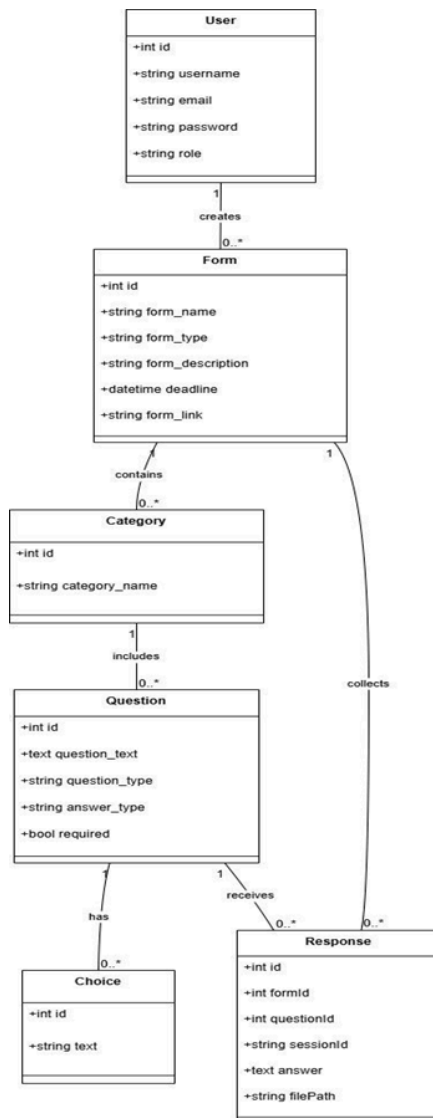 User
+int id
+string username
+string email
+string password
+string role
1
creates
0..*
Form
+int id
+string form_name
+string form_type
+string form_description
+datetime deadline
+string form_link
1
1
contains
0..*
Category
+int id
+string category_name
1
includes
collects
0..*
Question
+int id
+text question_text
+string question_type
+string answer_type
+bool required
1
1
receives
has
0..*
0..*
Response
+int id
+int formId
+int questionId
+string sessionId
+text answer
+string filePath
0..*
Choice
+int id
+string text